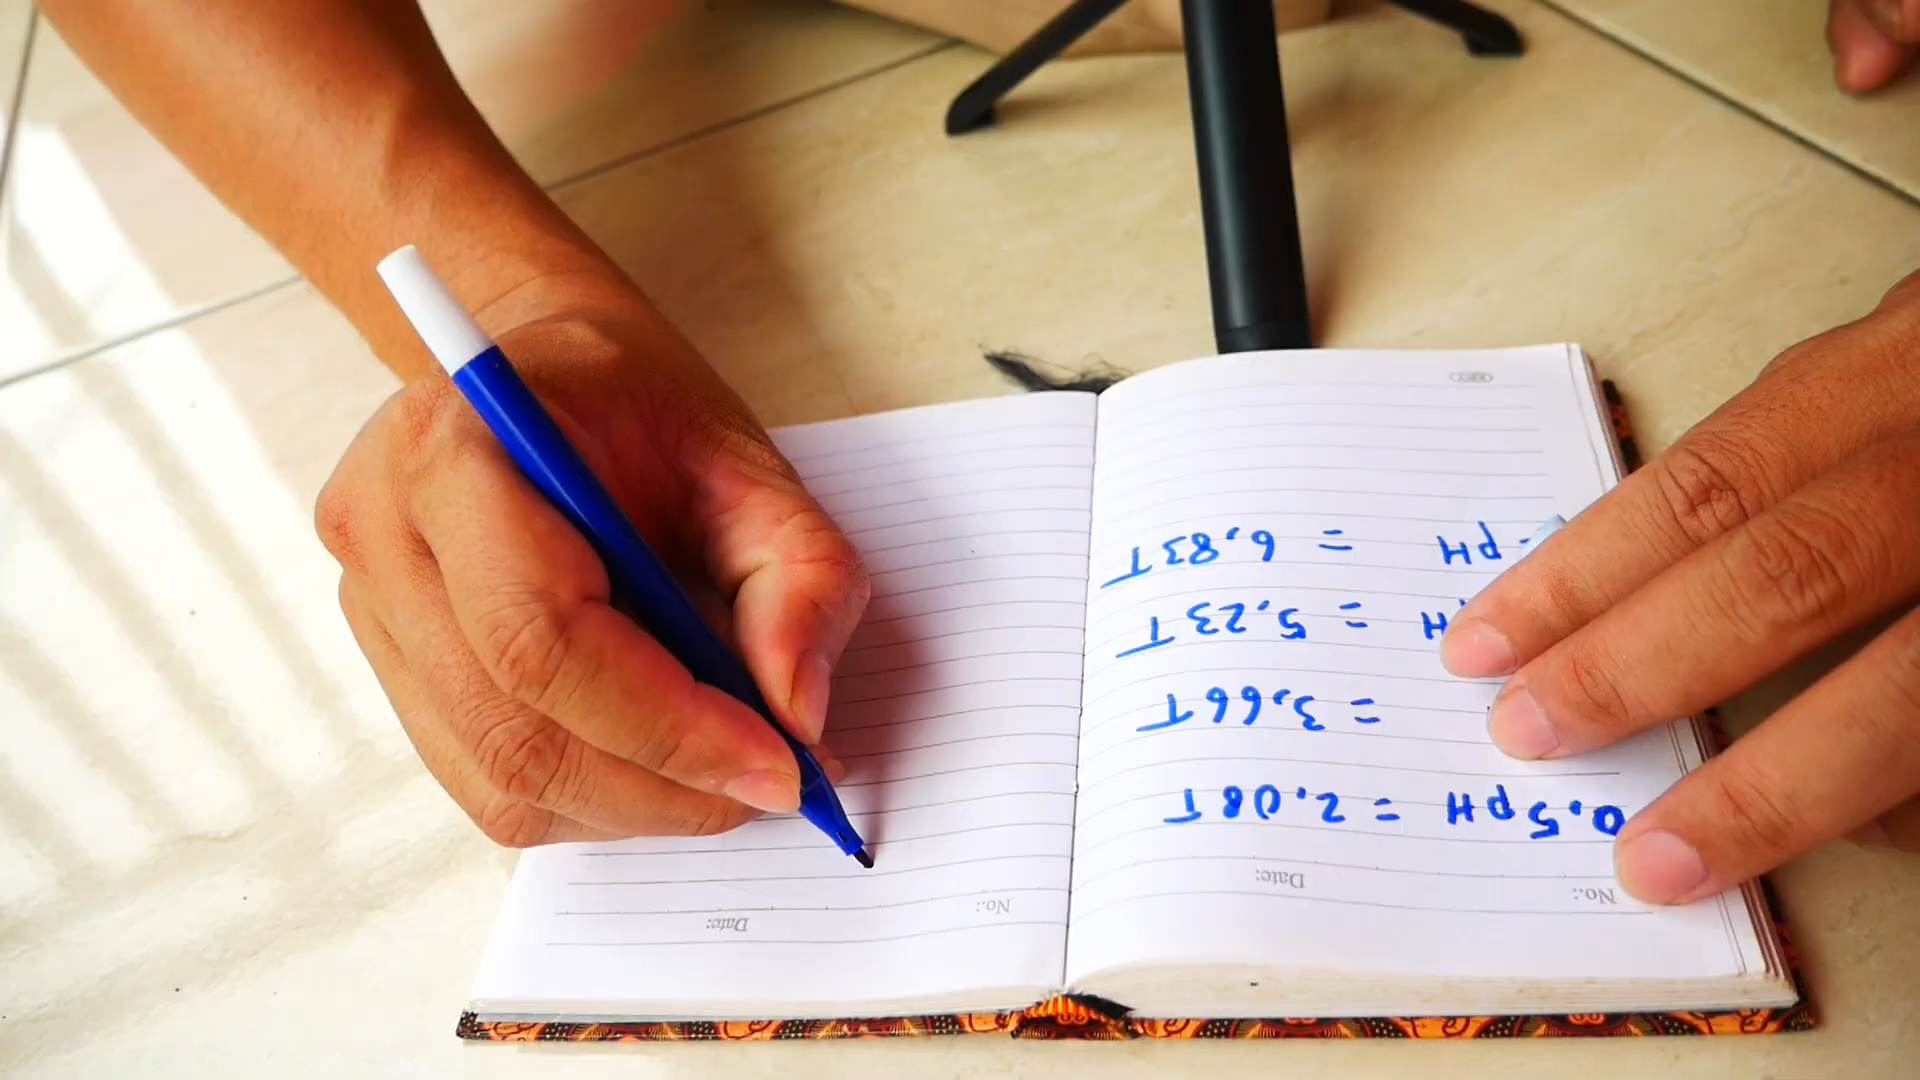 No.: Date:
0,5pH = 2,08T
= 3,66T
H = 5,23T
pH = 6,83T
No.: Date: